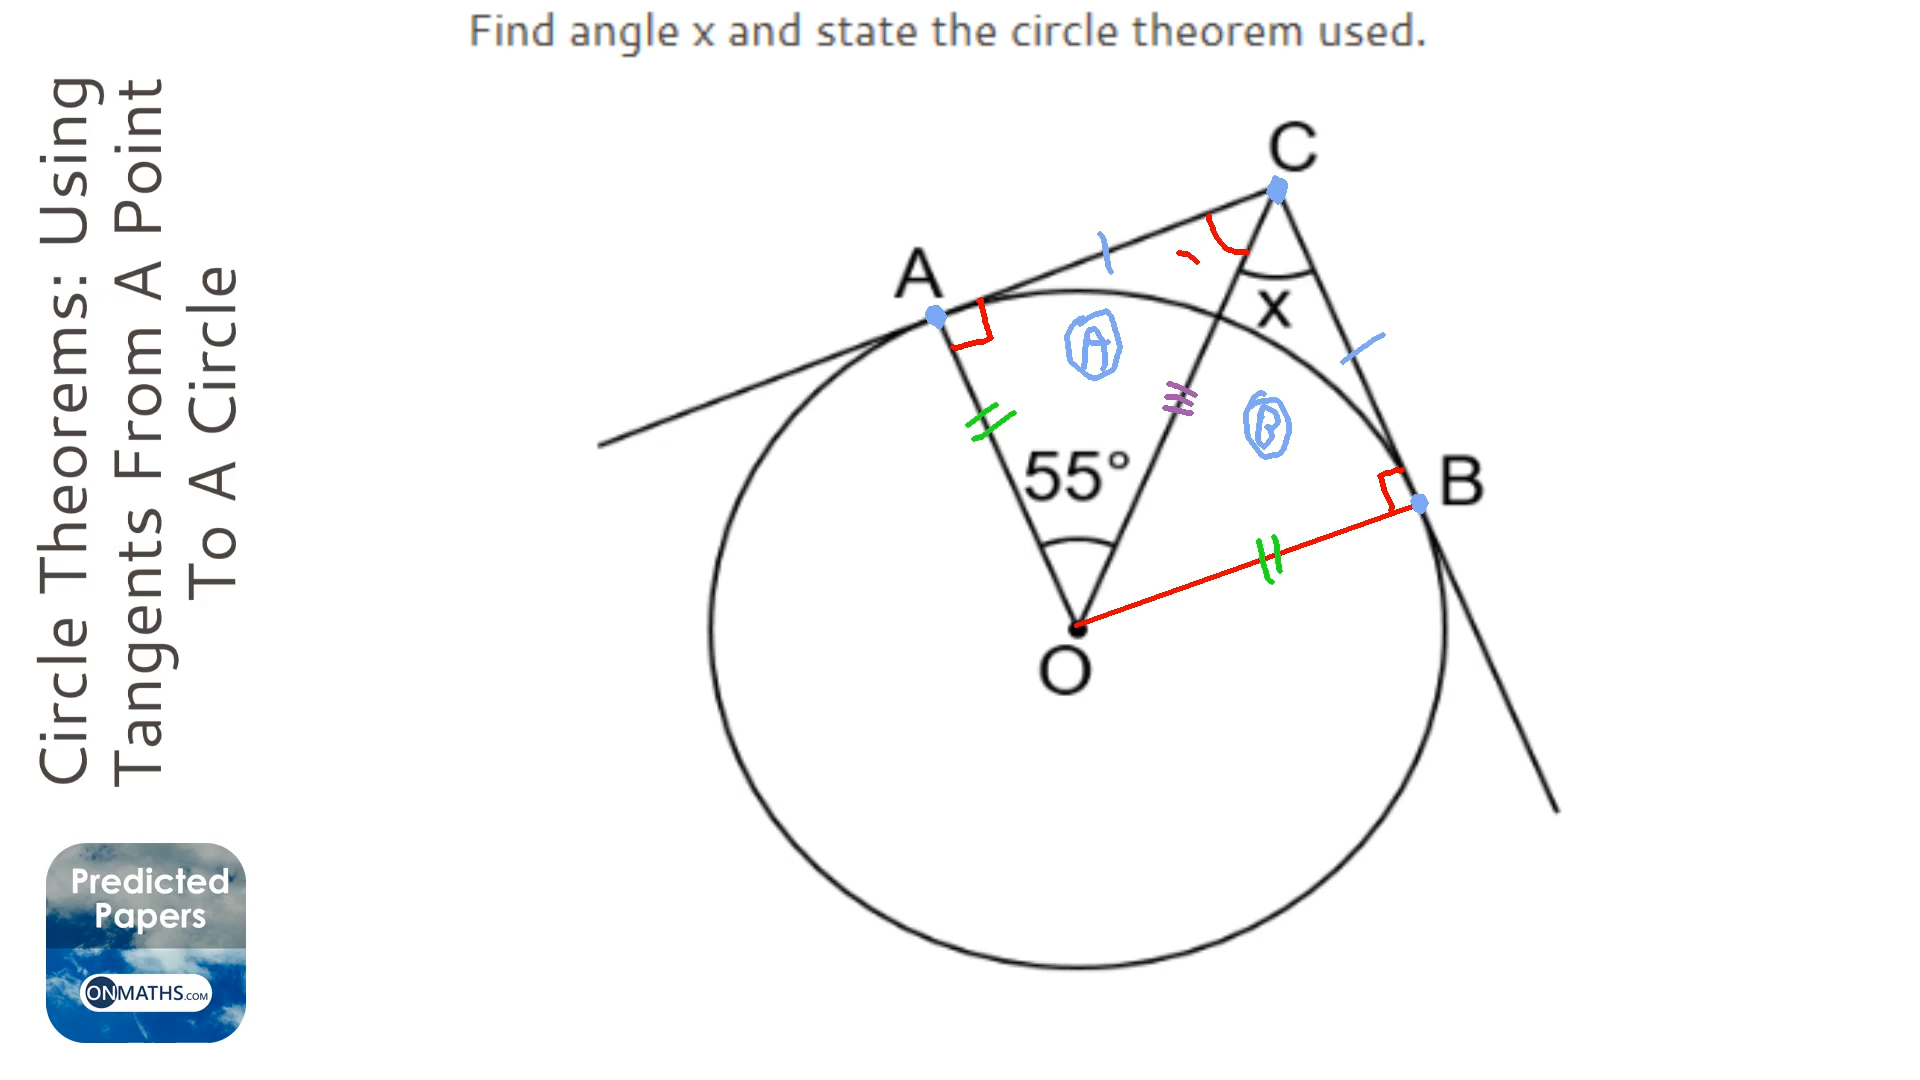 Find angle x and state the circle theorem used.
Circle Theorems: Using
Tangents From A Point
To A Circle
C
A
x
A
B
55°
B
O
Predicted
Papers
ONMATHS.COM